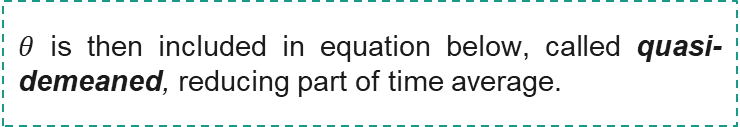 θ is then included in equation below, called quasi-
demeaned, reducing part of time average.